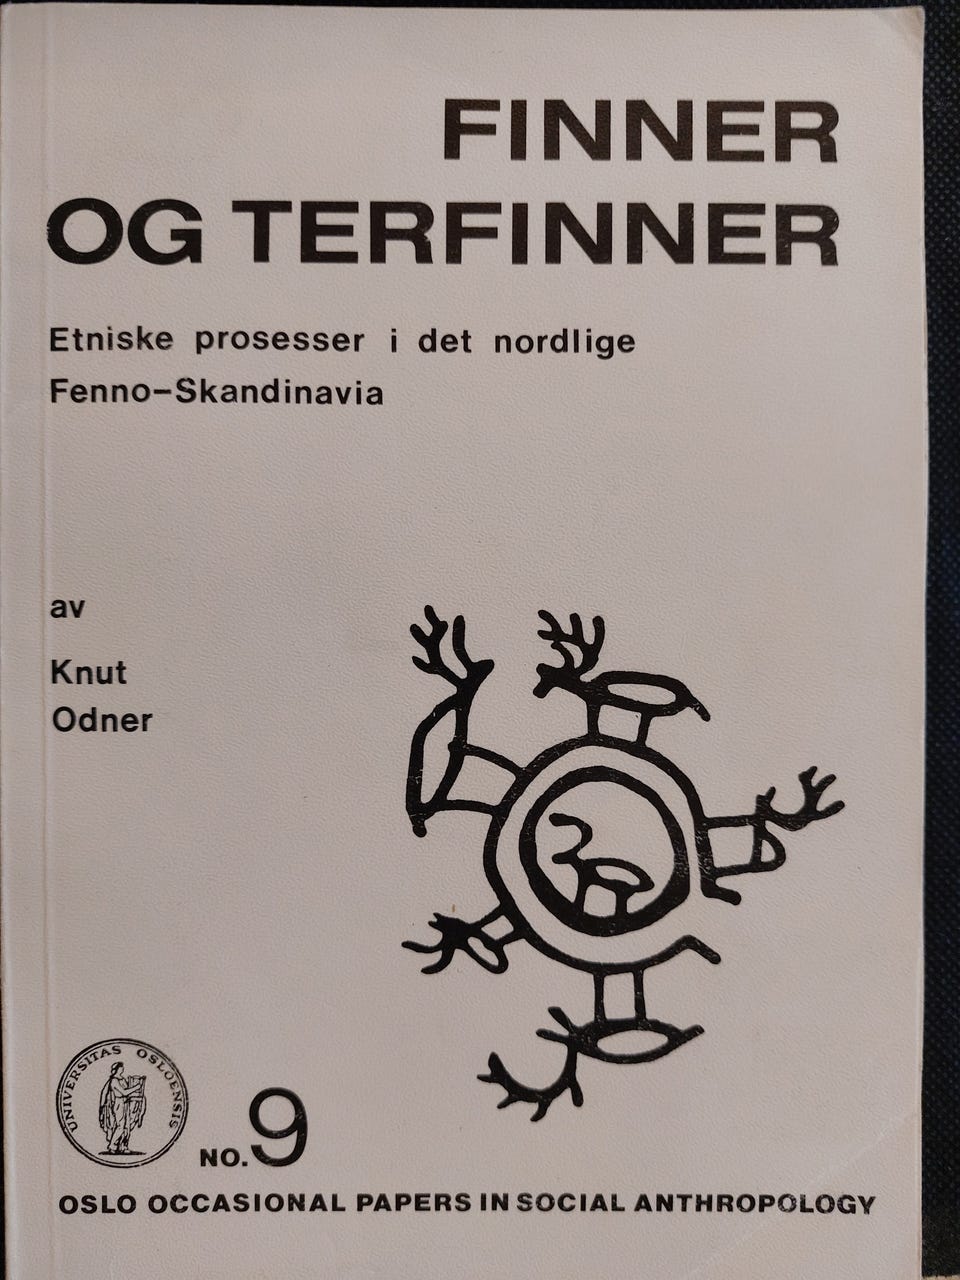 FINNER
OG TERFINNER
Etniske prosesser i det nordlige
Fenno-Skandinavia
av
Knut
Odner
UNIVERSITAS OSLOENSIS
NO. 9
OSLO OCCASIONAL PAPERS IN SOCIAL ANTHROPOLOGY